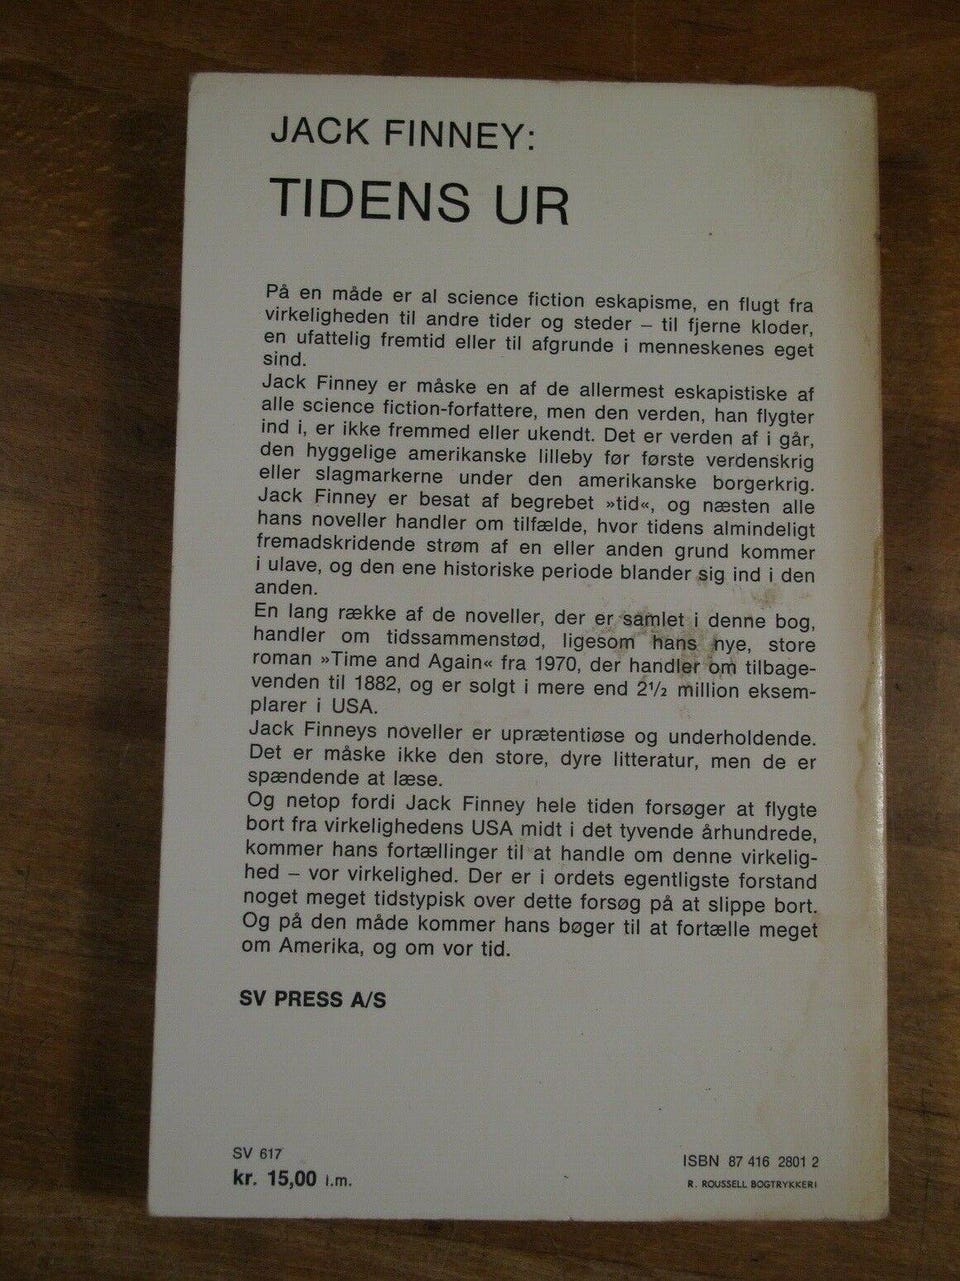 JACK FINNEY:
TIDENS UR
På en måde er al science fiction eskapisme, en flugt fra
virkeligheden til andre tider og steder – til fjerne kloder,
en ufattelig fremtid eller til afgrunde i menneskenes eget
sind.
Jack Finney er måske en af de allermest eskapistiske af
alle science fiction-forfattere, men den verden, han flygter
ind i, er ikke fremmed eller ukendt. Det er verden af i går,
den hyggelige amerikanske lilleby før første verdenskrig
eller slagmarkerne under den amerikanske borgerkrig.
Jack Finney er besat af begrebet »tid«, og næsten alle
hans noveller handler om tilfælde, hvor tidens almindeligt
fremadskridende strøm af en eller anden grund kommer
i ulave, og den ene historiske periode blander sig ind i den
anden.
En lang række af de noveller, der er samlet i denne bog,
handler om tidssammenstød, ligesom hans nye, store
roman »Time and Again« fra 1970, der handler om tilbage-
venden til 1882, og er solgt i mere end 2½ million eksem-
plarer i USA.
Jack Finneys noveller er uprætentiøse og underholdende.
Det er måske ikke den store, dyre litteratur, men de er
spændende at læse.
Og netop fordi Jack Finney hele tiden forsøger at flygte
bort fra virkelighedens USA midt i det tyvende århundrede,
kommer hans fortællinger til at handle om denne virkelig-
hed – vor virkelighed. Der er i ordets egentligste forstand
noget meget tidstypisk over dette forsøg på at slippe bort.
Og på den måde kommer hans bøger til at fortælle meget
om Amerika, og om vor tid.
SV PRESS A/S
SV 617
kr. 15,00 i.m.
ISBN 87 416 2801 2
R. ROUSSELL BOGTRYKKERI